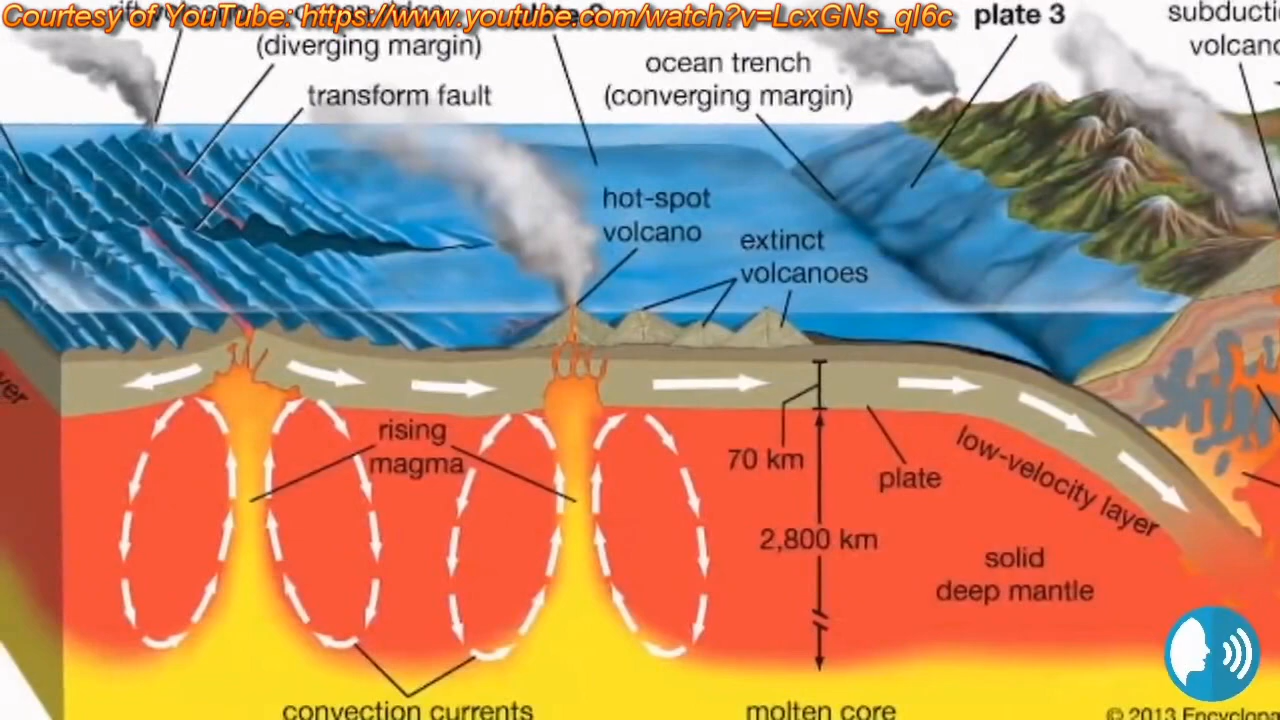 Courtesy of YouTube: https://www.youtube.com/watch?v=LcxGNs_ql6c
plate 3
(diverging margin)
transform fault
ocean trench
(converging margin)
hot-spot
volcano
extinct
volcanoes
rising
magma
70 km
plate
low-velocity layer
2,800 km
solid
deep mantle
convection currents
molten core
© 2013